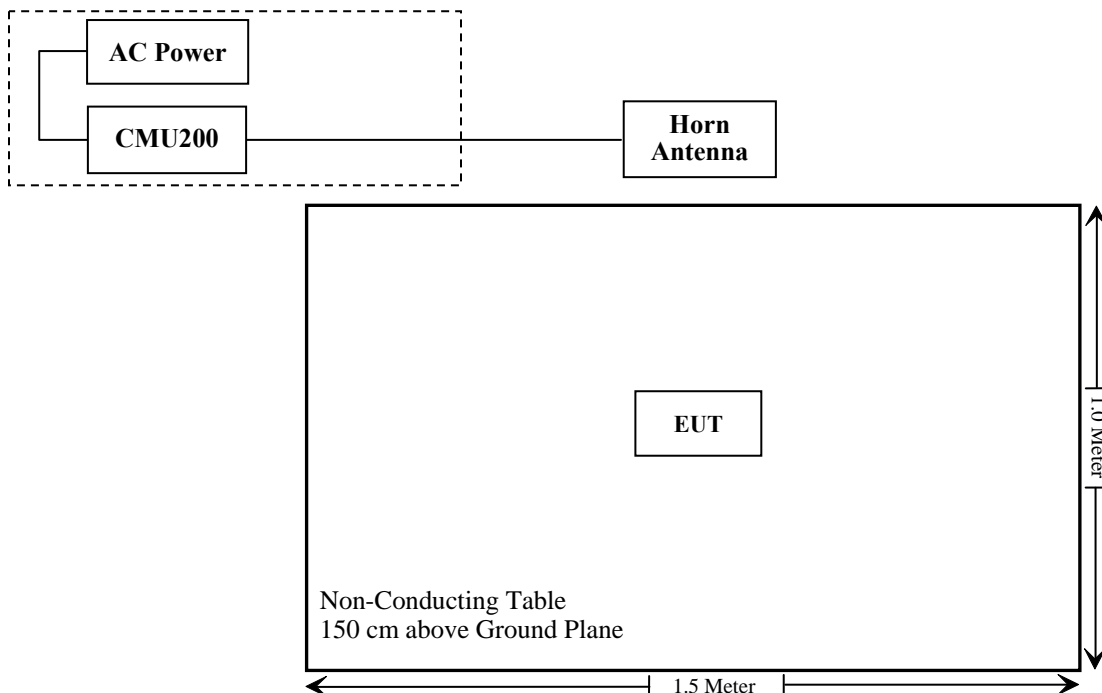 AC Power
CMU200
Horn
Antenna
EUT
1.0 Meter
Non-Conducting Table
150 cm above Ground Plane
1.5 Meter